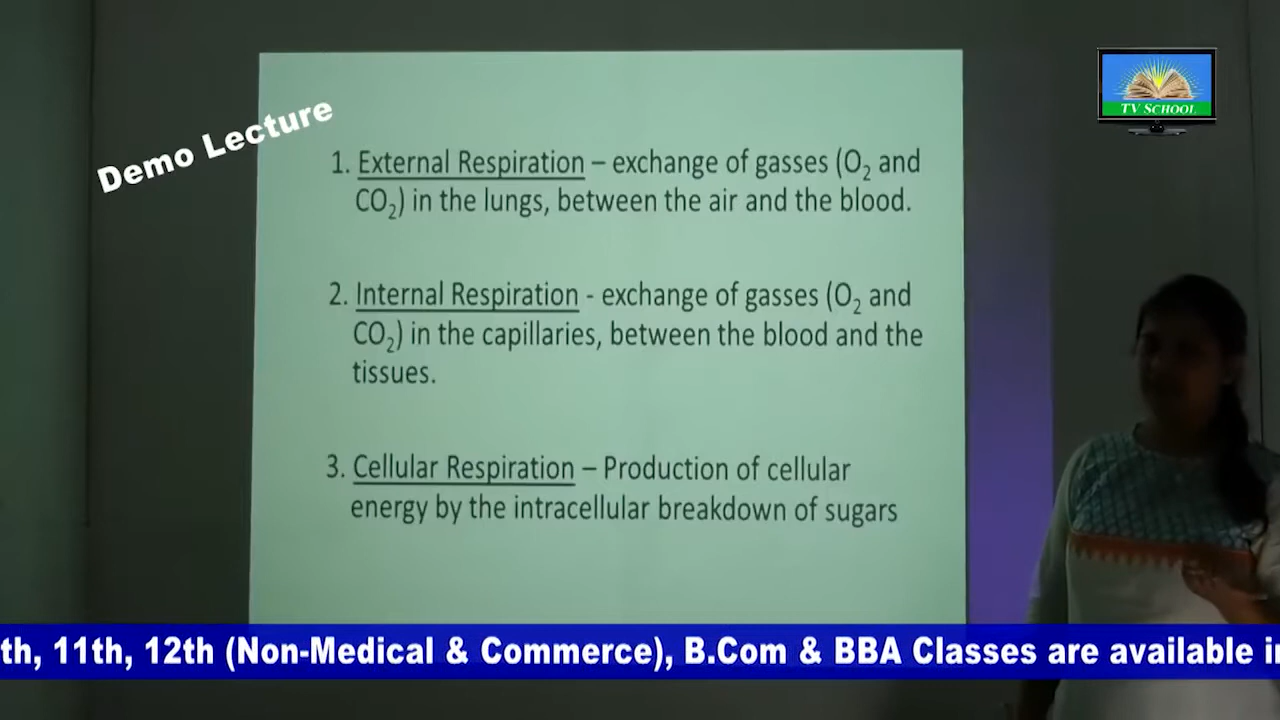 Demo Lecture
TV SCHOOL
1. External Respiration – exchange of gasses (O₂ and
CO₂) in the lungs, between the air and the blood.
2. Internal Respiration - exchange of gasses (O₂ and
CO₂) in the capillaries, between the blood and the
tissues.
3. Cellular Respiration – Production of cellular
energy by the intracellular breakdown of sugars
th, 11th, 12th (Non-Medical & Commerce), B.Com & BBA Classes are available i